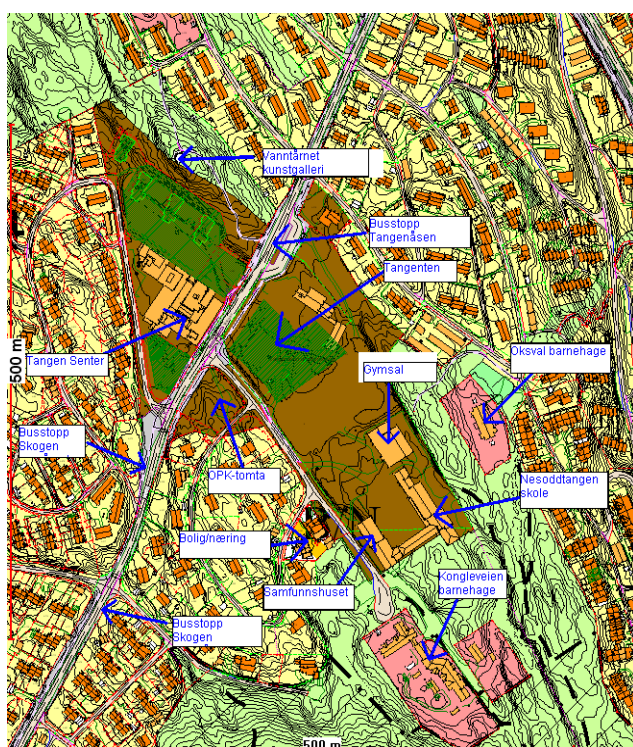 Vanntårnet
kunstgalleri
Busstopp
Tangenåsen
Tangenten
Oksval barnehage
Tangen Senter
Gymsal
500 m
Busstopp
Skogen
OPK-tomta
Nesoddtangen
skole
Bolig/næring
Samfunnshuset
Kongleveien
barnehage
Busstopp
Skogen
500 m